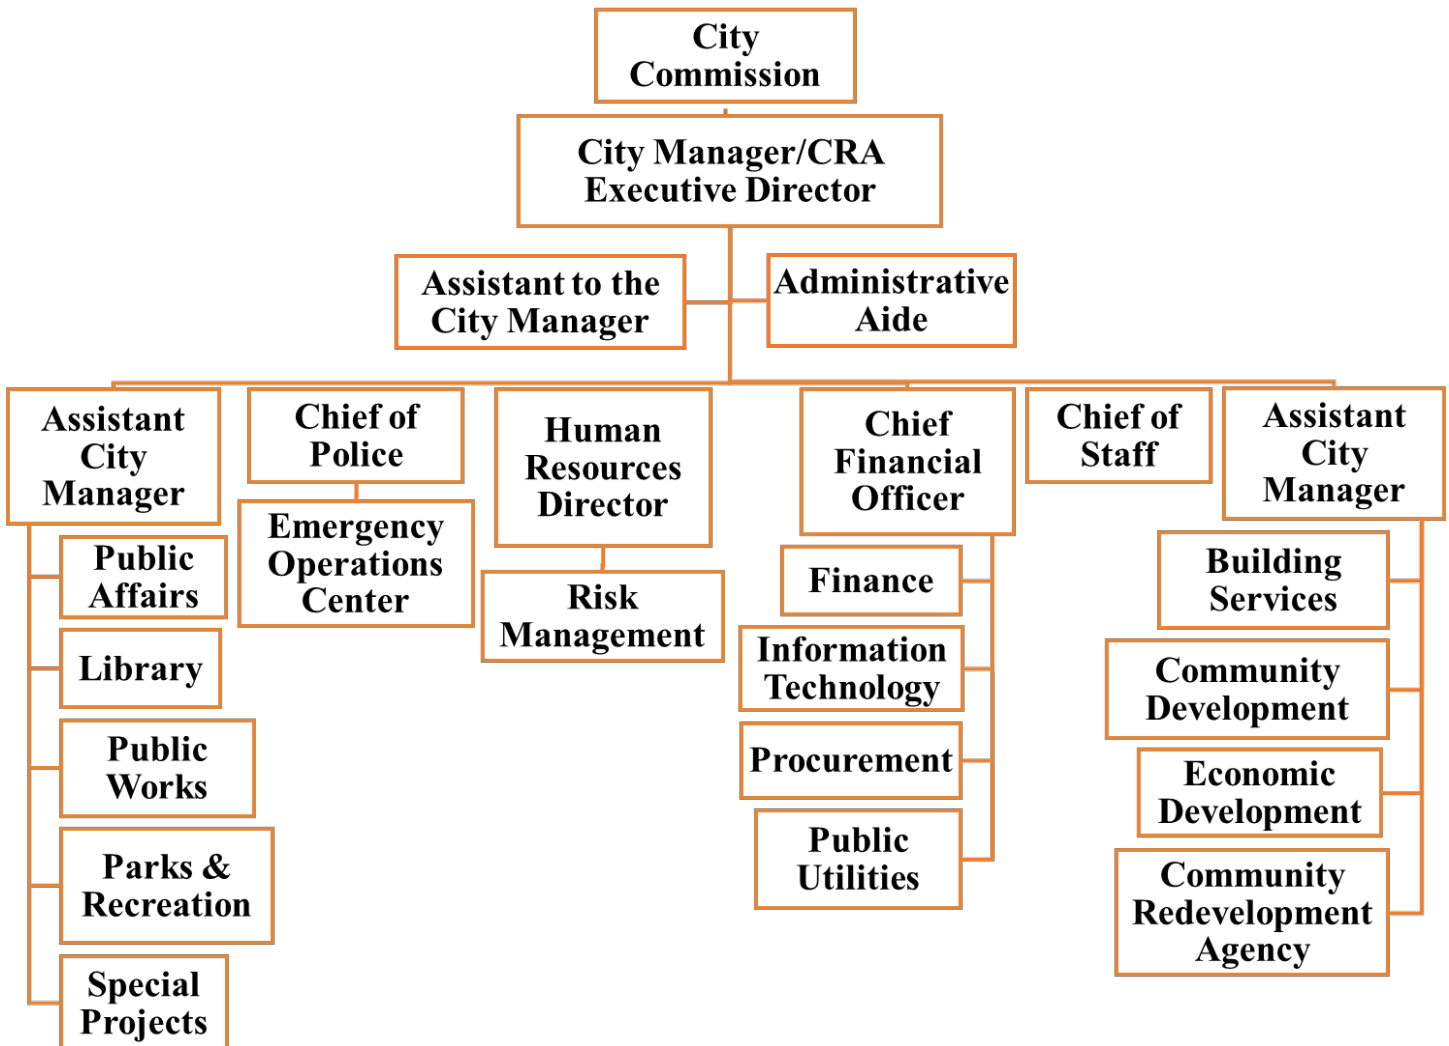 City
Commission
City Manager/CRA
Executive Director
Assistant to the
City Manager
Administrative
Aide
Assistant
City
Manager
Public
Affairs
Library
Public
Works
Parks &
Recreation
Special
Projects
Chief of
Police
Emergency
Operations
Center
Human
Resources
Director
Risk
Management
Chief
Financial
Officer
Finance
Information
Technology
Procurement
Public
Utilities
Chief of
Staff
Assistant
City
Manager
Building
Services
Community
Development
Economic
Development
Community
Redevelopment
Agency